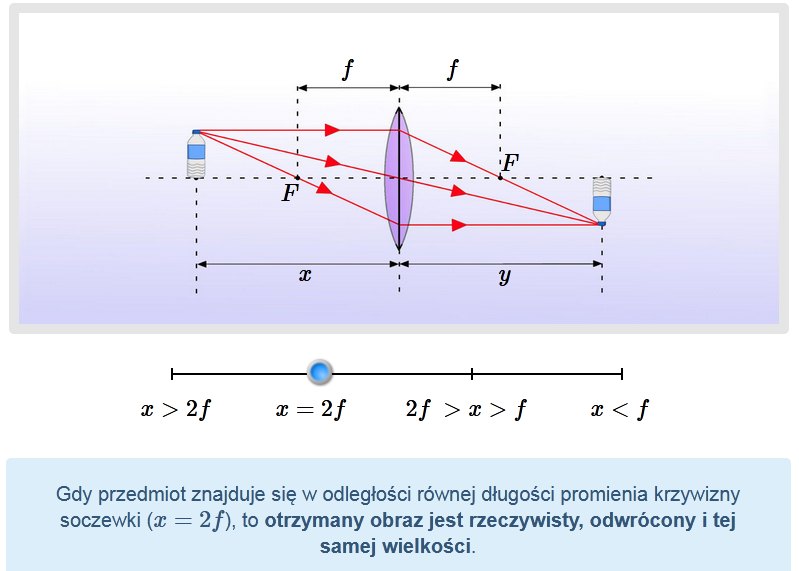 f f
F
F
x y
x > 2f x = 2f 2f > x > f x < f
Gdy przedmiot znajduje się w odległości równej długości promienia krzywizny
soczewki (x = 2f), to otrzymany obraz jest rzeczywisty, odwrócony i tej
samej wielkości.